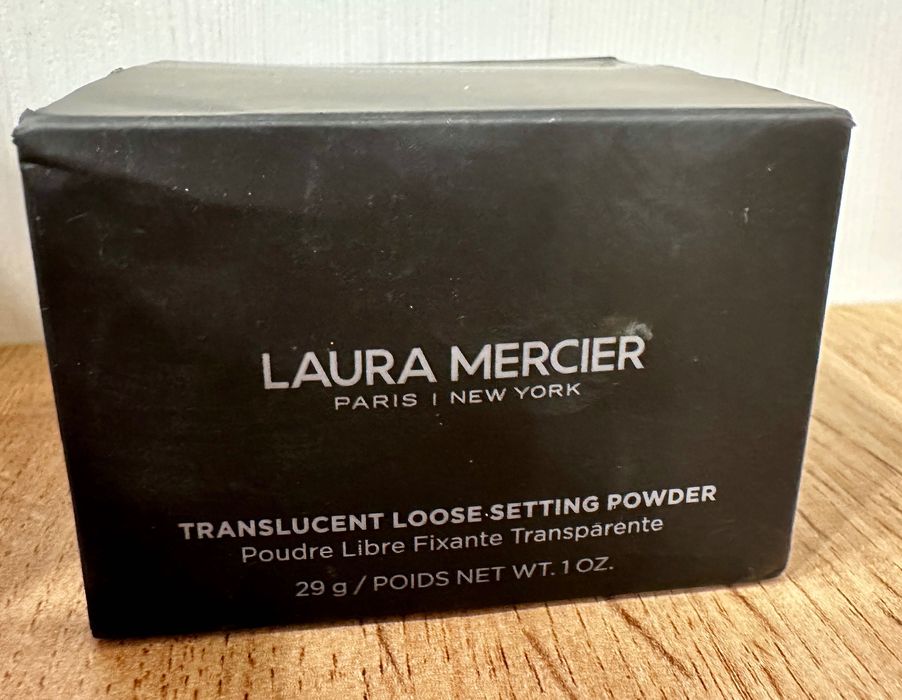 LAURA MERCIER
PARIS | NEW YORK
TRANSLUCENT LOOSE SETTING POWDER
Poudre Libre Fixante Transparente
29 g / POIDS NET WT. 1 OZ.